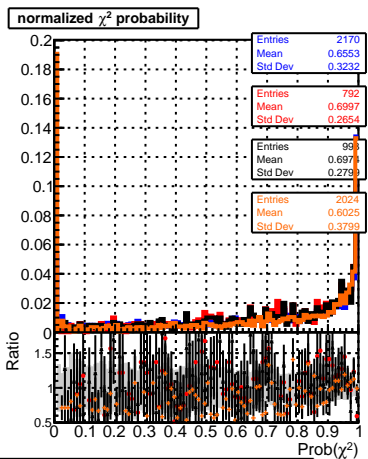 normalized χ² probability
Entries 2170
Mean 0.6553
Std Dev 0.3232
Entries 792
Mean 0.6997
Std Dev 0.2654
Entries
Mean
Std Dev
Entries 2024
Mean 0.6025
Std Dev 0.3799
0.2
0.18
0.16
0.14
0.12
0.1
0.08
0.06
0.04
0.02
0
1.5
1
0.5
Ratio
0 0.1 0.2 0.3 0.4 0.5 0.6 0.7 0.8 0.9 1
Prob(χ²)